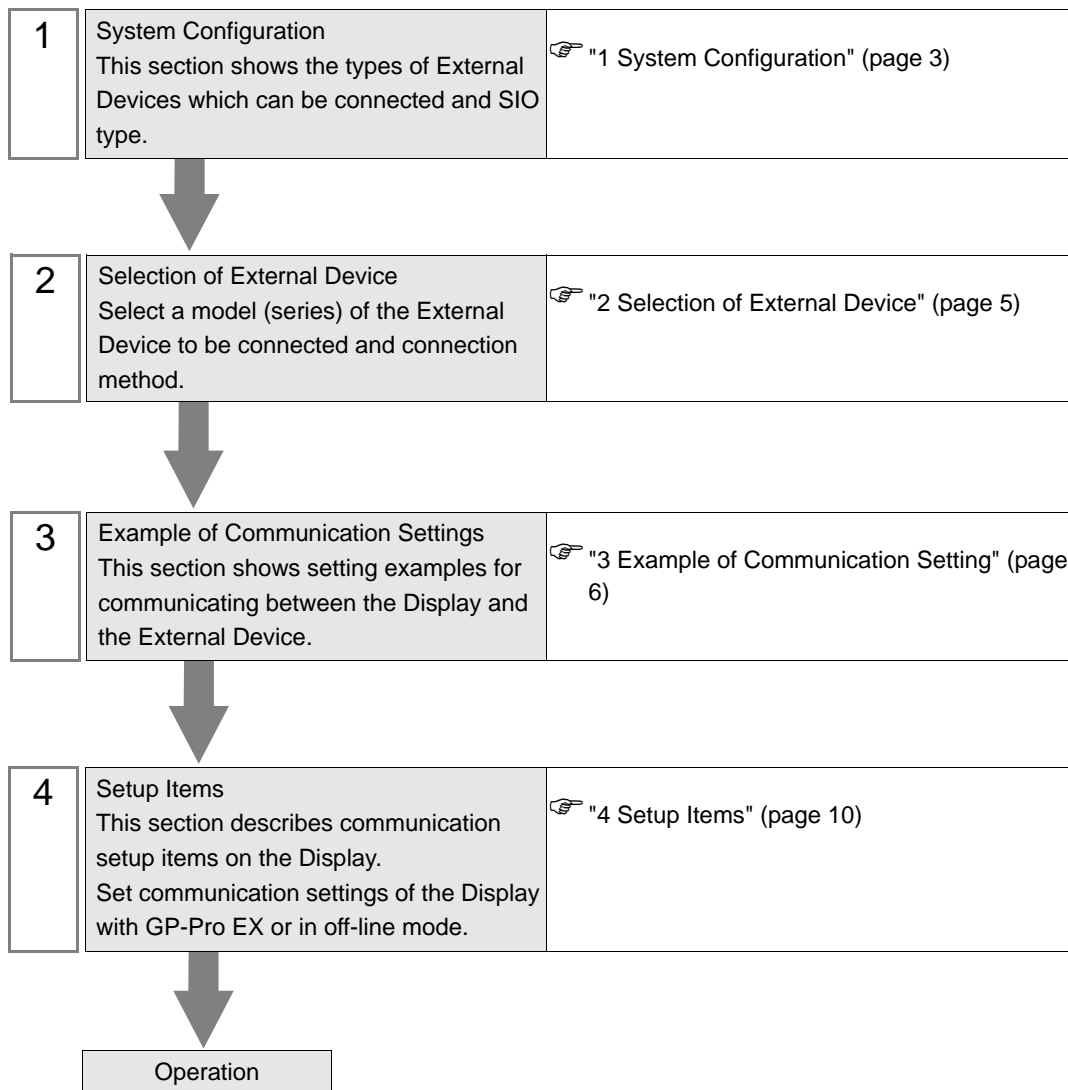 1
System Configuration
This section shows the types of External
Devices which can be connected and SIO
type.
"1 System Configuration" (page 3)
2
Selection of External Device
Select a model (series) of the External
Device to be connected and connection
method.
"2 Selection of External Device" (page 5)
3
Example of Communication Settings
This section shows setting examples for
communicating between the Display and
the External Device.
"3 Example of Communication Setting" (page
6)
4
Setup Items
This section describes communication
setup items on the Display.
Set communication settings of the Display
with GP-Pro EX or in off-line mode.
"4 Setup Items" (page 10)
Operation